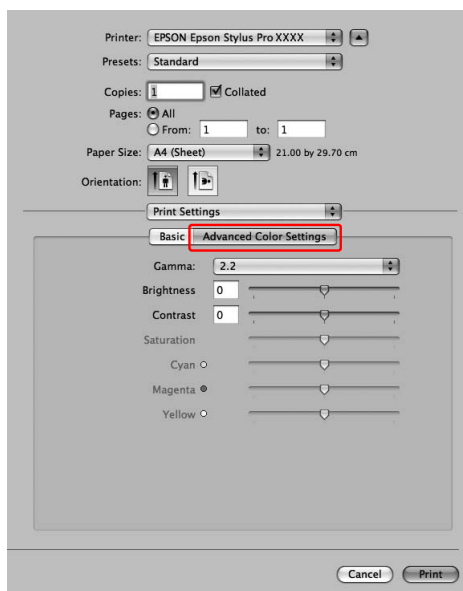 Printer: EPSON Epson Stylus Pro XXXX
Presets: Standard
Copies: 1 Collated
Pages: All
From: 1 to: 1
Paper Size: A4 (Sheet) 21.00 by 29.70 cm
Orientation:
Print Settings
Basic Advanced Color Settings
Gamma: 2.2
Brightness 0
Contrast 0
Saturation
Cyan
Magenta
Yellow
Cancel Print